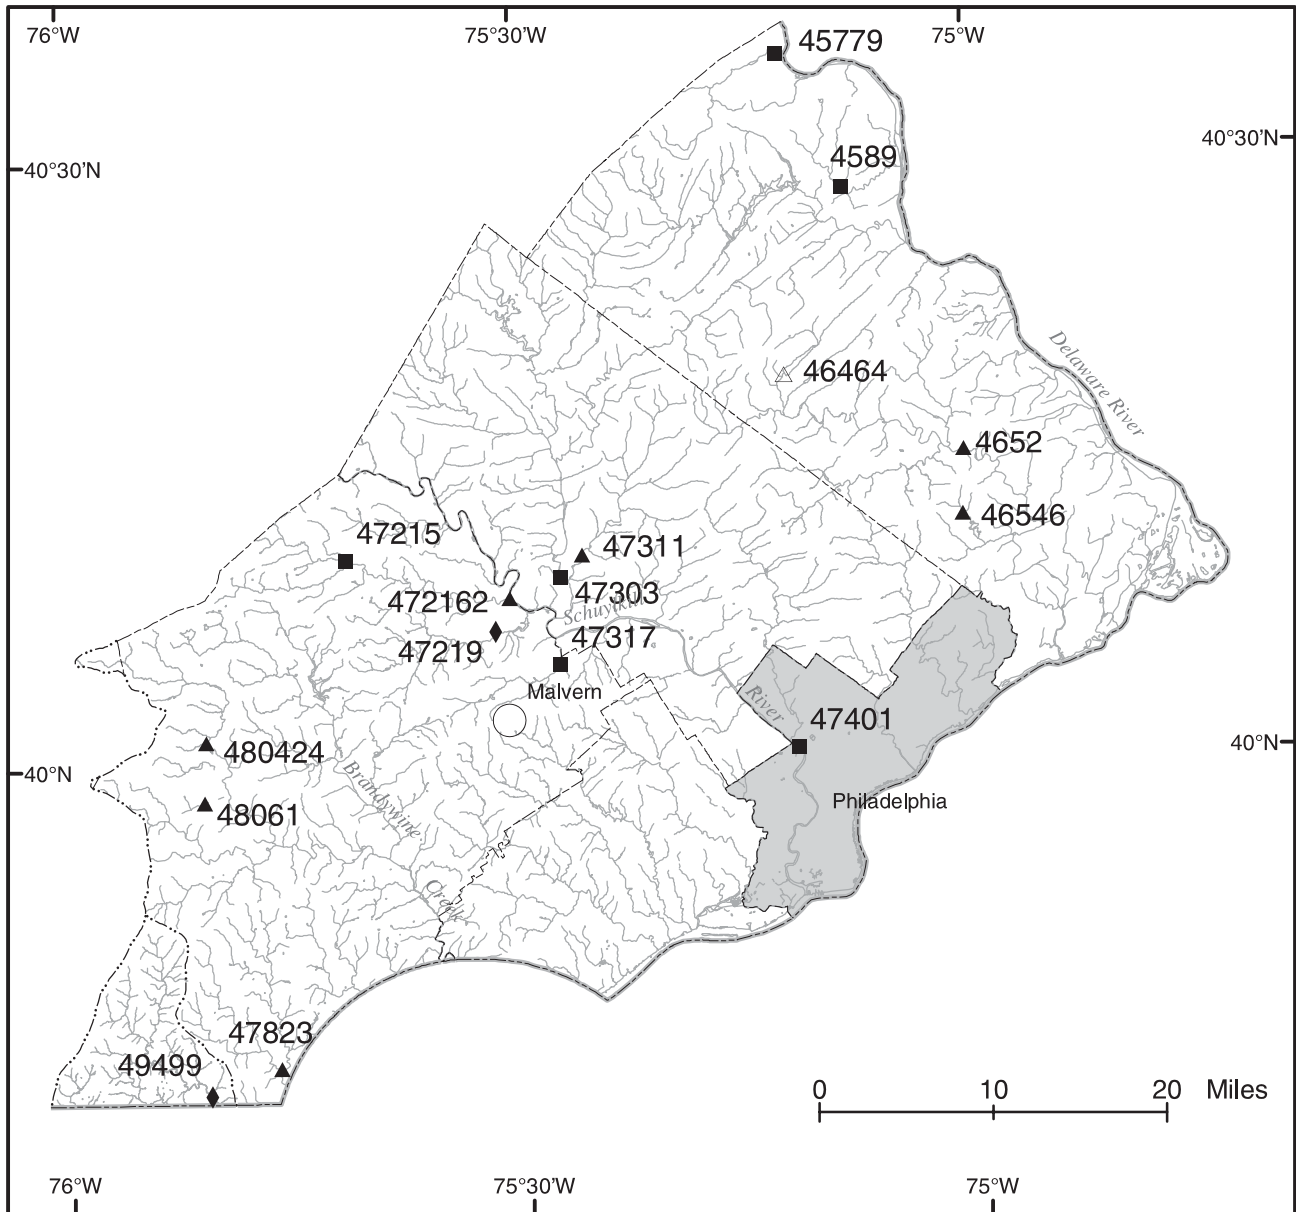 76°W
75°30'W
75°W
45779
40°30'N
4589
40°30'N
Delaware River
46464
4652
46546
47215
47311
472162
47303
Schuylkill
47317
47219
Malvern
River
47401
480424
40°N
40°N
Brandywine
Philadelphia
48061
Creek
47823
49499
0 10 20 Miles
76°W
75°30'W
75°W